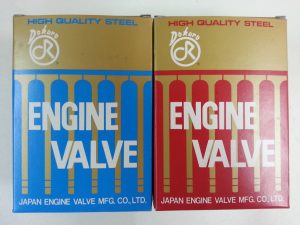 HIGH QUALITY STEEL
Dokuro
R
ENGINE
VALVE
JAPAN ENGINE VALVE MFG. CO., LTD.
HIGH QUALITY STEEL
Dokuro
R
ENGINE
VALVE
JAPAN ENGINE VALVE MFG. CO., LTD.